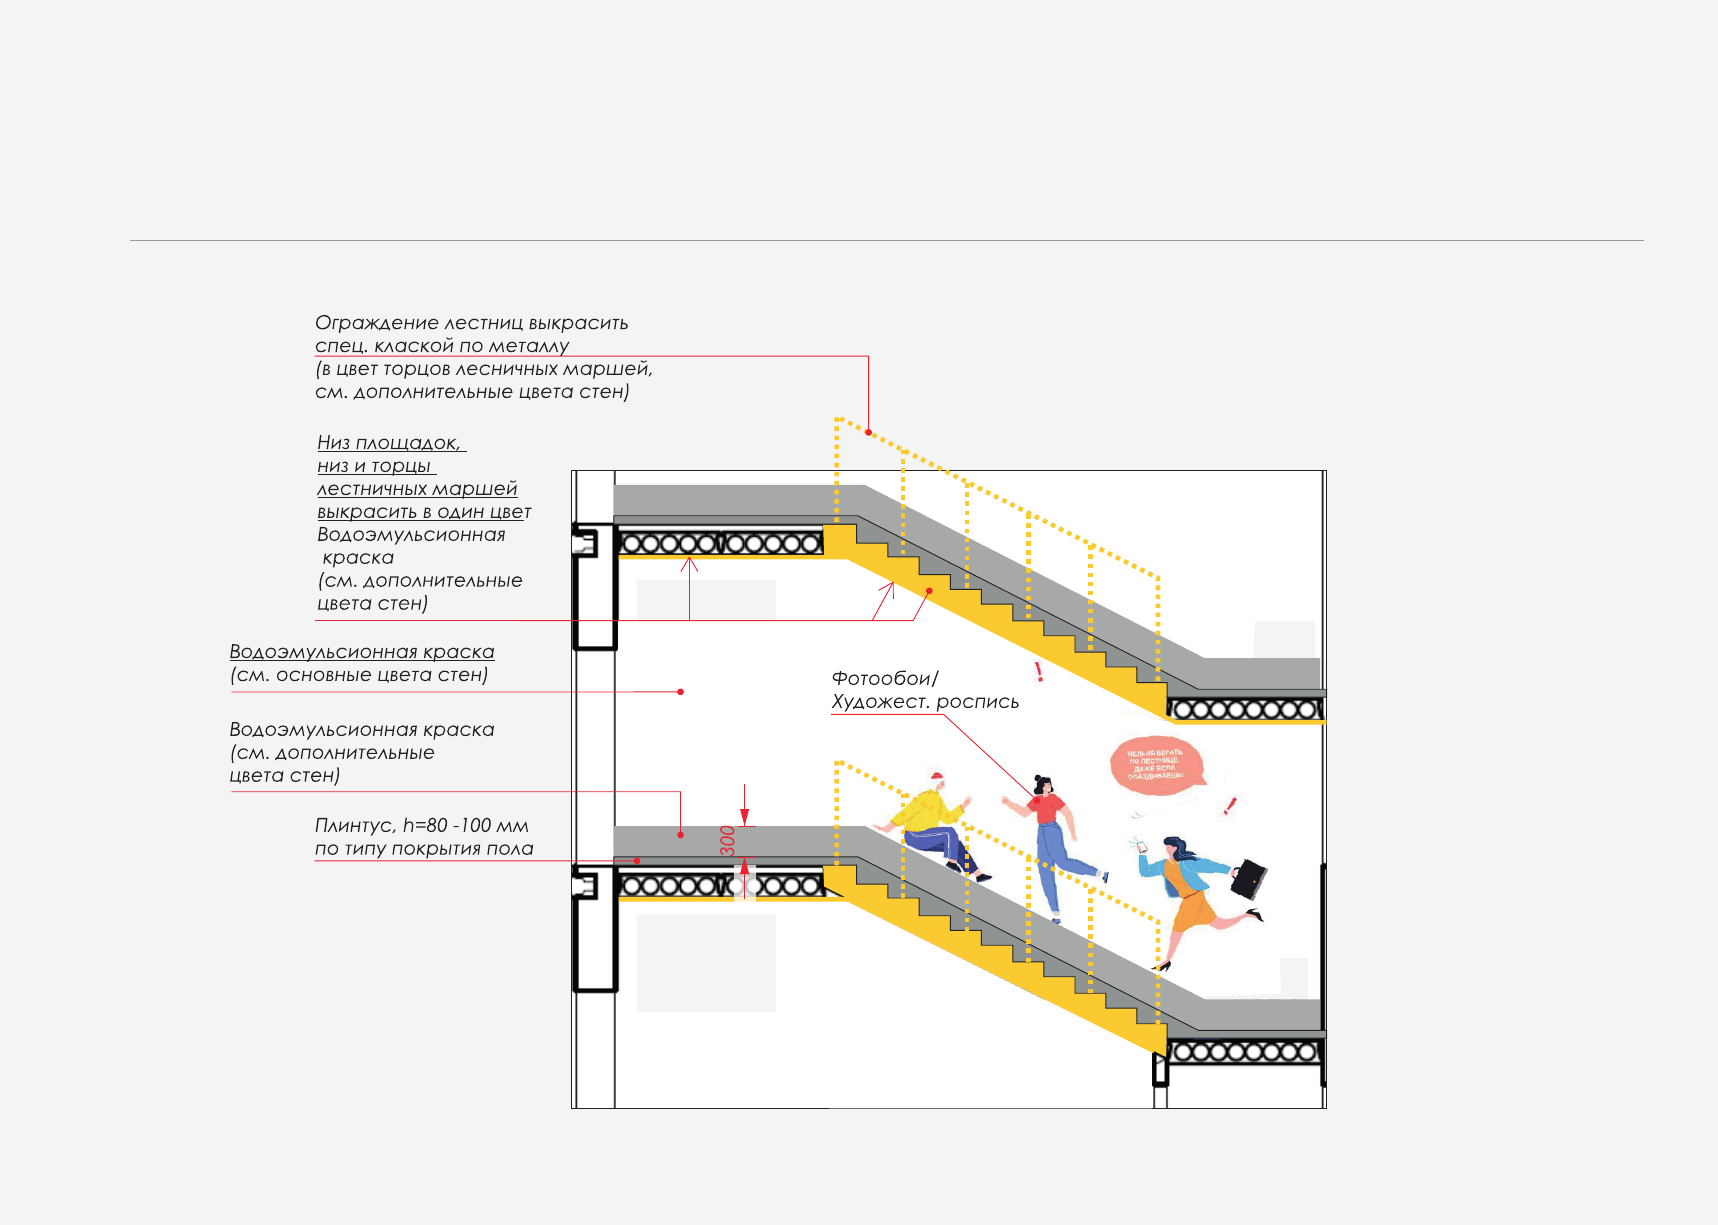 Ограждение лестниц выкрасить
спец. клаской по металлу
(в цвет торцов лесничных маршей,
см. дополнительные цвета стен)
Низ площадок,
низ и торцы
лестничных маршей
выкрасить в один цвет
Водоэмульсионная
краска
(см. дополнительные
цвета стен)
Водоэмульсионная краска
(см. основные цвета стен)
Водоэмульсионная краска
(см. дополнительные
цвета стен)
Плинтус, h=80 -100 мм
по типу покрытия пола
300
Фотообои/
Художест. роспись
!
НЕЛЬЗЯ БЕГАТЬ
ПО ЛЕСТНИЦЕ,
ДАЖЕ ЕСЛИ
ОПАЗДЫВАЕШЬ!
!